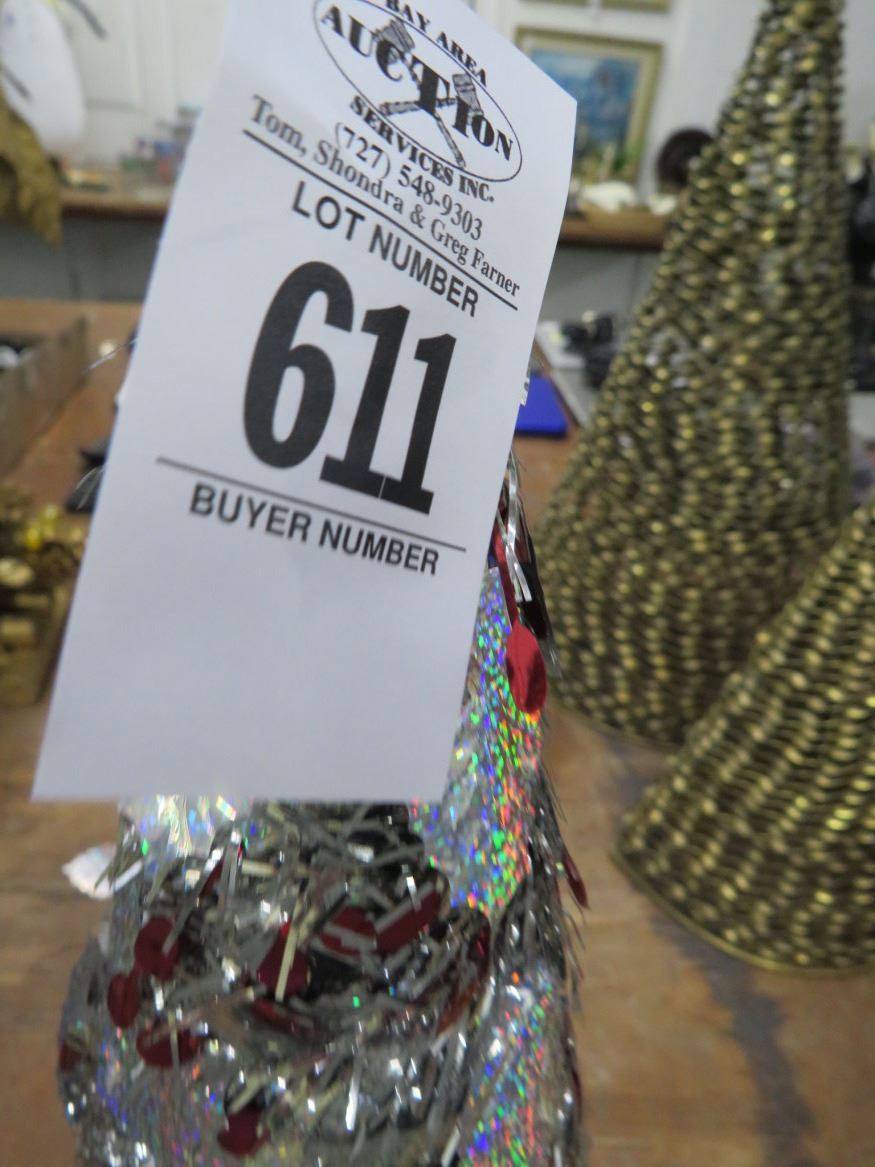 BAY AREA
AUCTION
SERVICES INC.
(727) 548-9303
Tom, Shondra & Greg Farner
LOT NUMBER
611
BUYER NUMBER